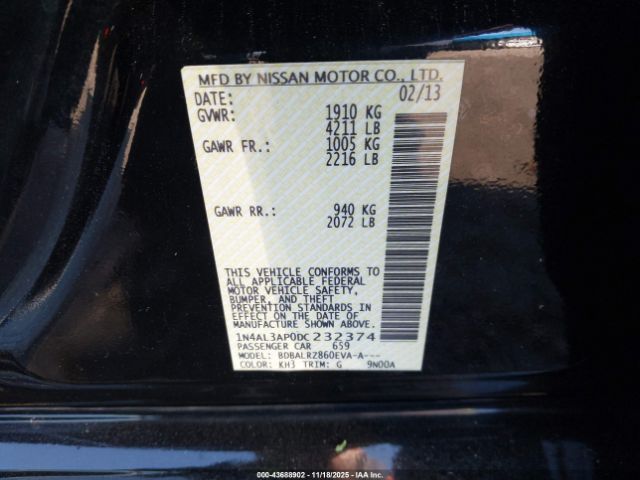 MFD BY NISSAN MOTOR CO., LTD.
DATE: 02/13
GVWR: 1910 KG
4211 LB
GAWR FR.: 1005 KG
2216 LB
GAWR RR.: 940 KG
2072 LB
THIS VEHICLE CONFORMS TO
ALL APPLICABLE FEDERAL
MOTOR VEHICLE SAFETY,
BUMPER, AND THEFT
PREVENTION STANDARDS IN
EFFECT ON THE DATE OF
MANUFACTURE SHOWN ABOVE.
1N4AL3AP0DC232374
PASSENGER CAR 659
MODEL: BDBALRZ860EVA-A---
COLOR: KH3 TRIM: G 9N00A
000-43688902 - 11/18/2025 - IAA Inc.